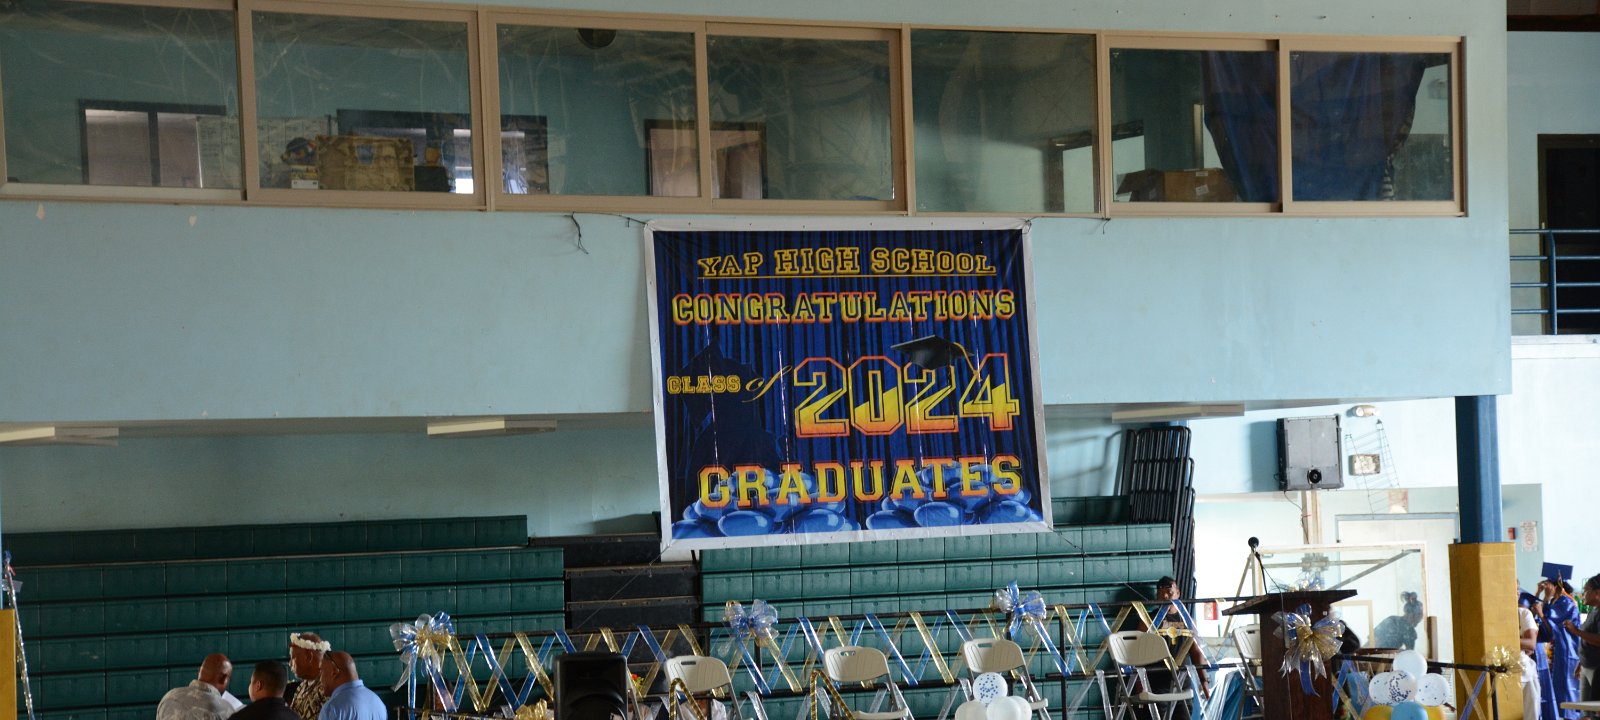 YAP HIGH SCHOOL
CONGRATULATIONS
CLASS of 2024
GRADUATES